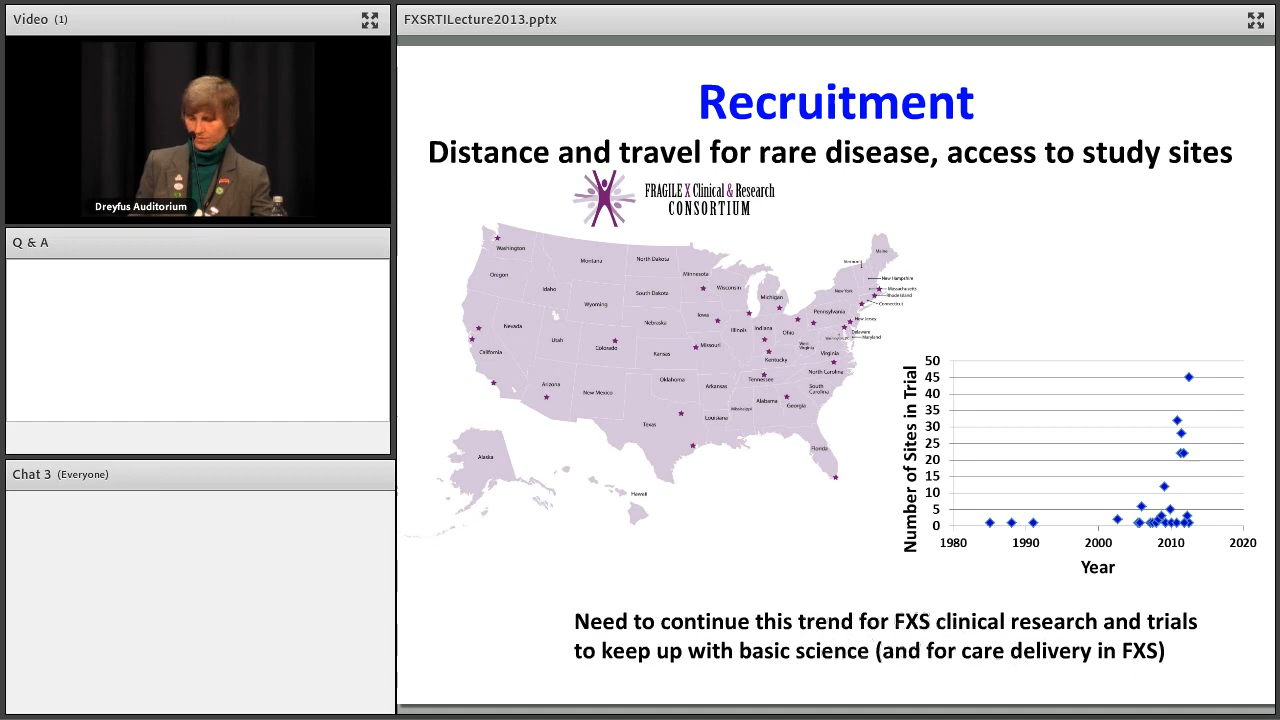 Video (1)
Dreyfus Auditorium
Q & A
Chat 3 (Everyone)
FXSRTILecture2013.pptx
Recruitment
Distance and travel for rare disease, access to study sites
FRAGILE X Clinical & Research
CONSORTIUM
Washington
Oregon
California
Nevada
Idaho
Montana
Wyoming
Utah
Colorado
Arizona
New Mexico
North Dakota
South Dakota
Nebraska
Kansas
Oklahoma
Texas
Minnesota
Iowa
Missouri
Arkansas
Louisiana
Wisconsin
Illinois
Michigan
Indiana
Ohio
Kentucky
Tennessee
Mississippi
Alabama
Georgia
Florida
South
Carolina
North Carolina
Virginia
West
Virginia
Pennsylvania
New York
Vermont
Maine
New Hampshire
Massachusetts
Rhode Island
Connecticut
New Jersey
Delaware
Maryland
Alaska
Hawaii
Number of Sites in Trial
50
45
40
35
30
25
20
15
10
5
0
1980 1990 2000 2010 2020
Year
Need to continue this trend for FXS clinical research and trials
to keep up with basic science (and for care delivery in FXS)